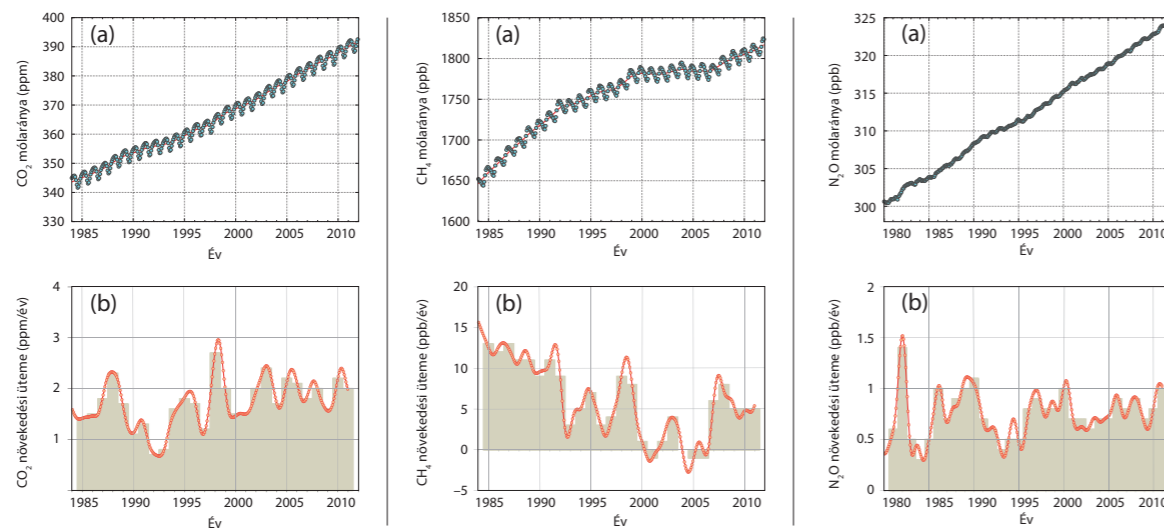 (a)
CO2 mólaránya (ppm)
400
390
380
370
360
350
340
330
1985 1990 1995 2000 2005 2010
Év
(a)
CH4 mólaránya (ppb)
1850
1800
1750
1700
1650
1600
1985 1990 1995 2000 2005 2010
Év
(a)
N2O mólaránya (ppb)
325
320
315
310
305
300
1980 1985 1990 1995 2000 2005 2010
Év
(b)
CO2 növekedési üteme (ppm/év)
4
3
2
1
1985 1990 1995 2000 2005 2010
Év
(b)
CH4 növekedési üteme (ppb/év)
20
15
10
5
0
−5
1985 1990 1995 2000 2005 2010
Év
(b)
N2O növekedési üteme (ppb/év)
2
1.5
1
0.5
0
1980 1985 1990 1995 2000 2005 2010
Év